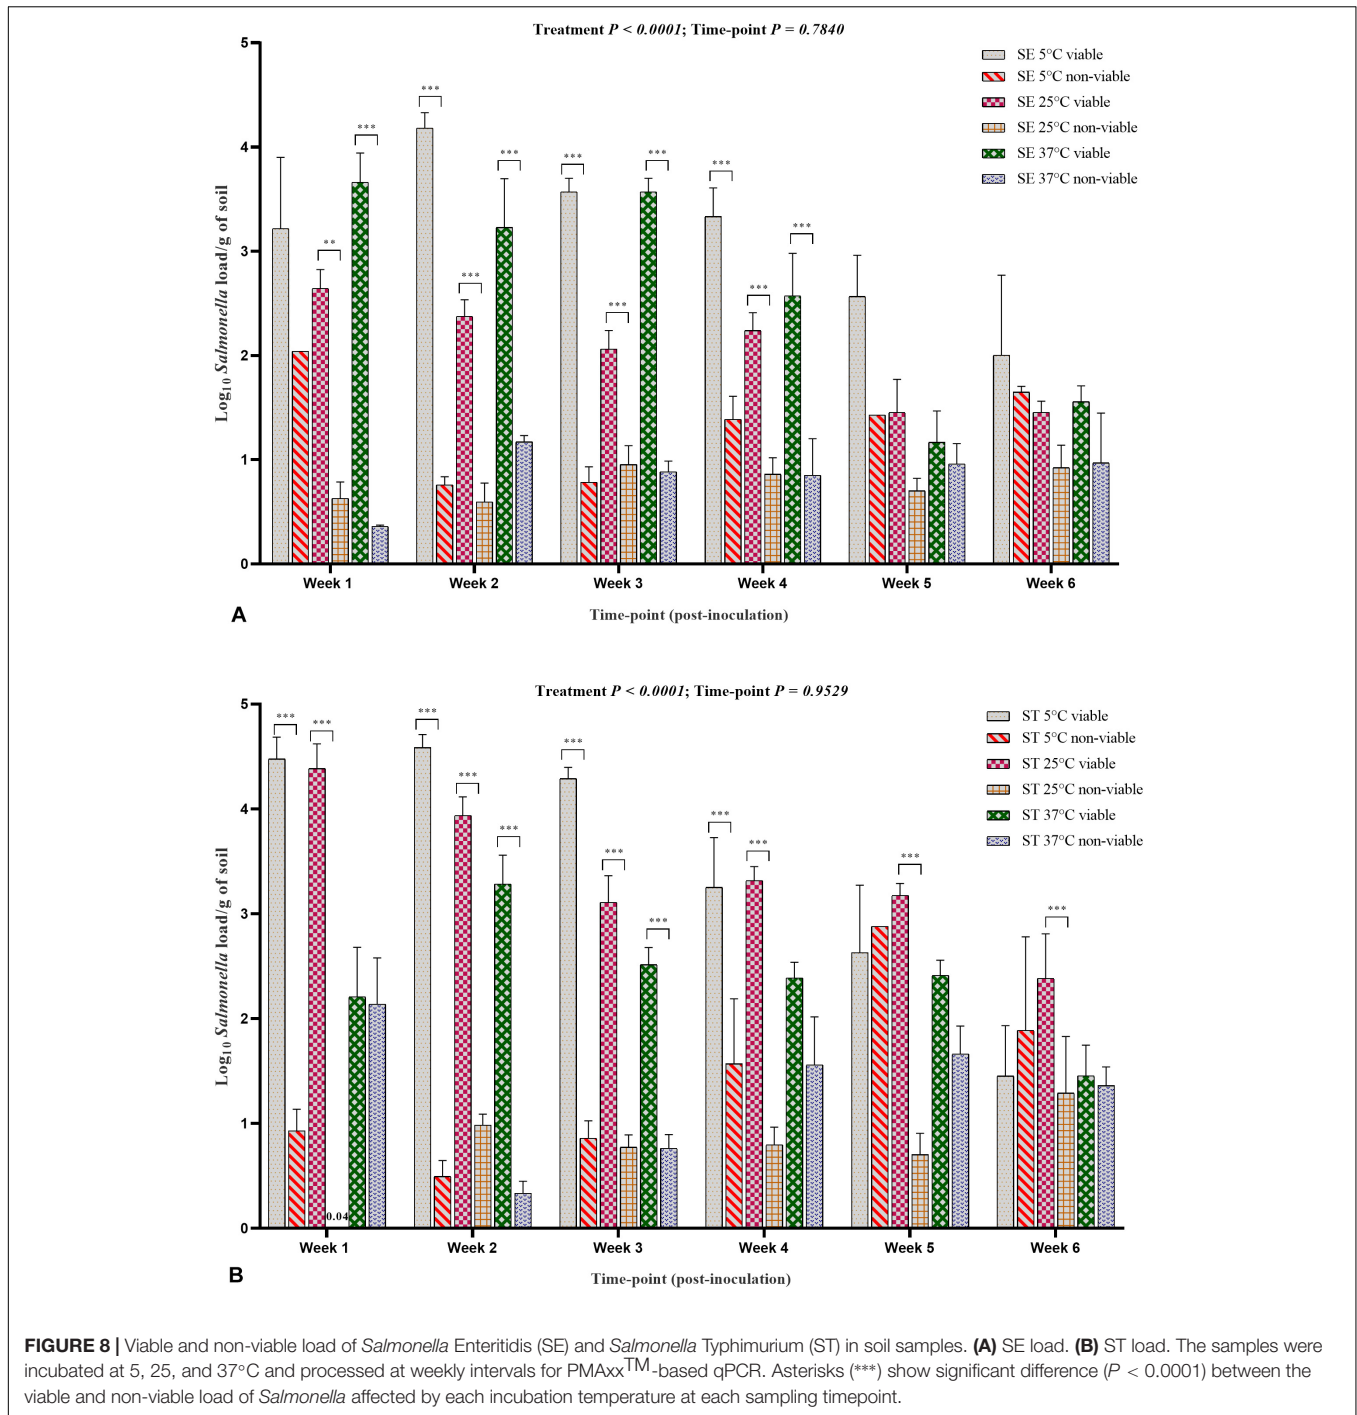 Treatment P < 0.0001; Time-point P = 0.7840
5
4
3
2
1
0
Log10 Salmonella load/g of soil
SE 5°C viable
SE 5°C non-viable
SE 25°C viable
SE 25°C non-viable
SE 37°C viable
SE 37°C non-viable
*** ***
** *** *** *** *** *** *** *** *** ***
Week 1 Week 2 Week 3 Week 4 Week 5 Week 6
A Time-point (post-inoculation)
Treatment P < 0.0001; Time-point P = 0.9529
5
4
3
2
1
0
Log10 Salmonella load/g of soil
ST 5°C viable
ST 5°C non-viable
ST 25°C viable
ST 25°C non-viable
ST 37°C viable
ST 37°C non-viable
*** *** *** *** *** *** *** *** *** *** *** ***
0.04
Week 1 Week 2 Week 3 Week 4 Week 5 Week 6
B Time-point (post-inoculation)
FIGURE 8 | Viable and non-viable load of Salmonella Enteritidis (SE) and Salmonella Typhimurium (ST) in soil samples. (A) SE load. (B) ST load. The samples were
incubated at 5, 25, and 37°C and processed at weekly intervals for PMAxx™-based qPCR. Asterisks (***) show significant difference (P < 0.0001) between the
viable and non-viable load of Salmonella affected by each incubation temperature at each sampling timepoint.